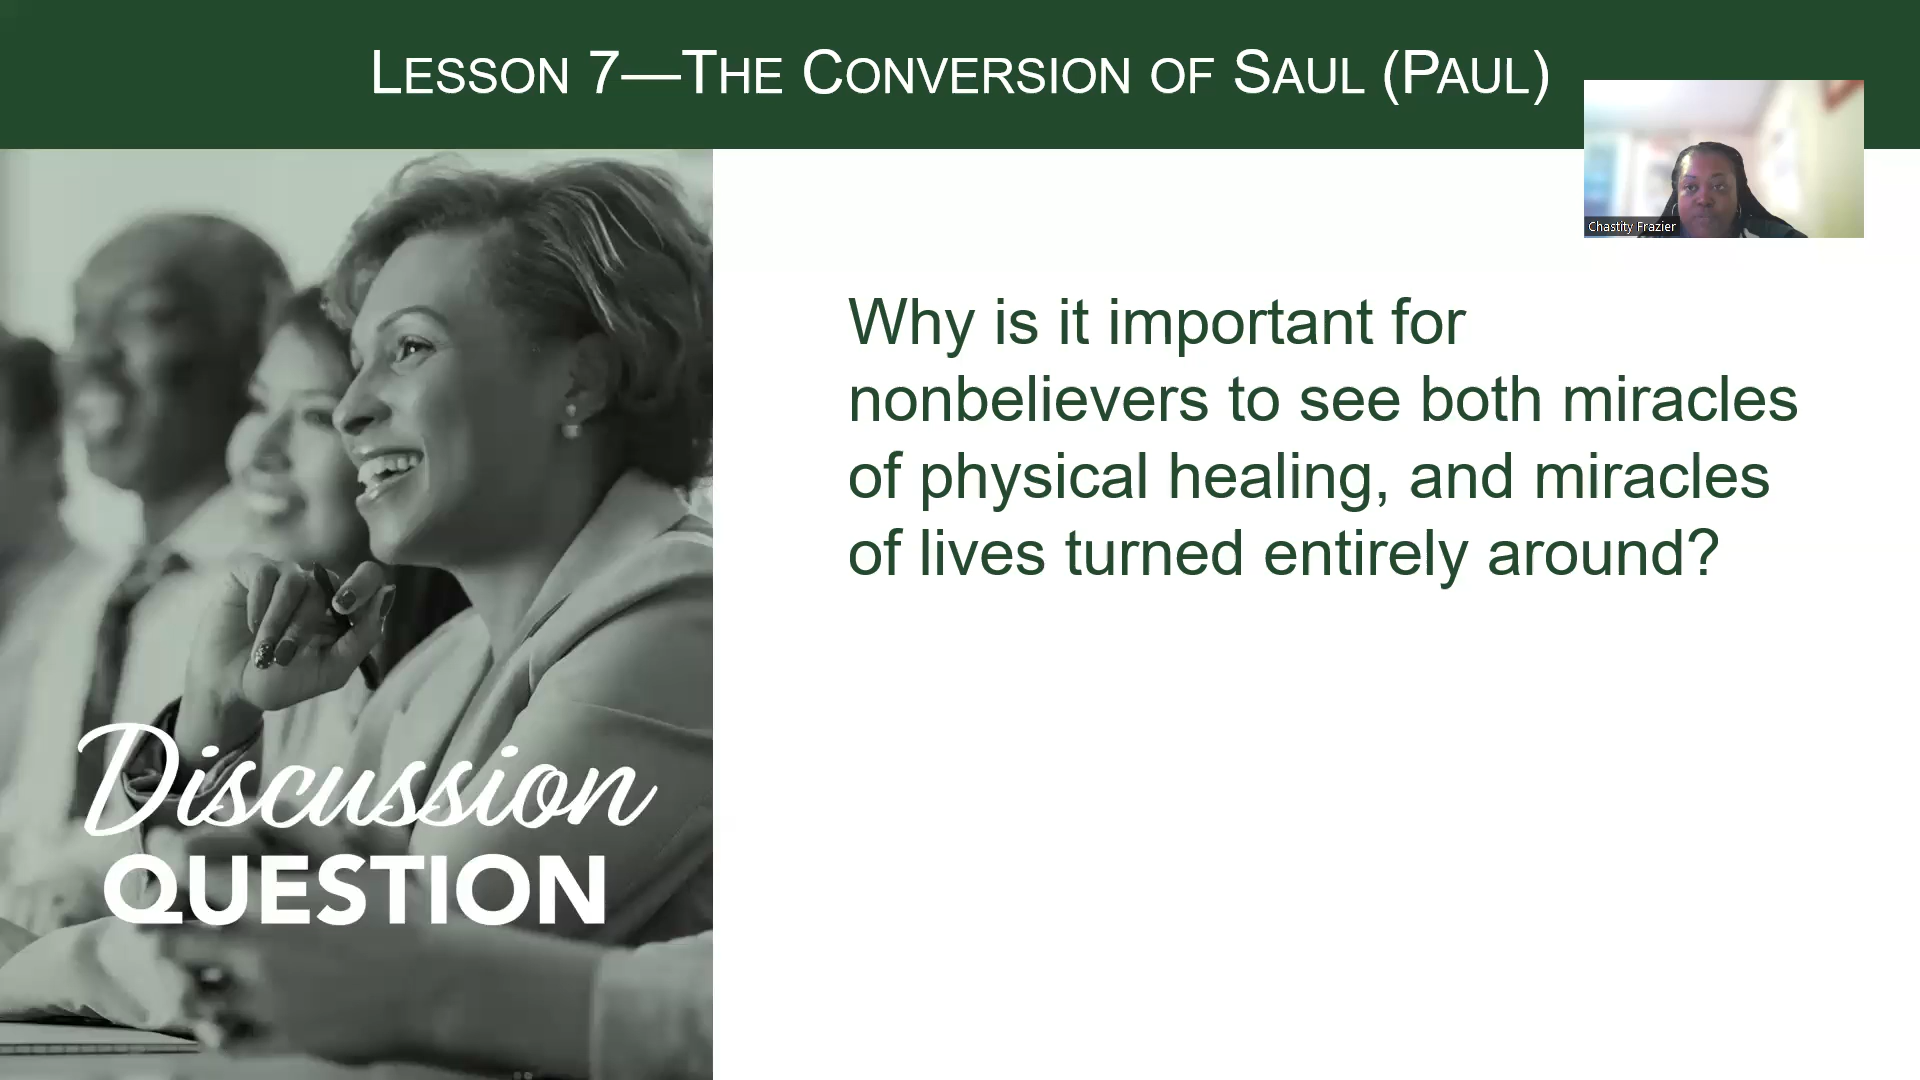 LESSON 7—THE CONVERSION OF SAUL (PAUL)
Chastity Frazier
Why is it important for
nonbelievers to see both miracles
of physical healing, and miracles
of lives turned entirely around?
Discussion
QUESTION